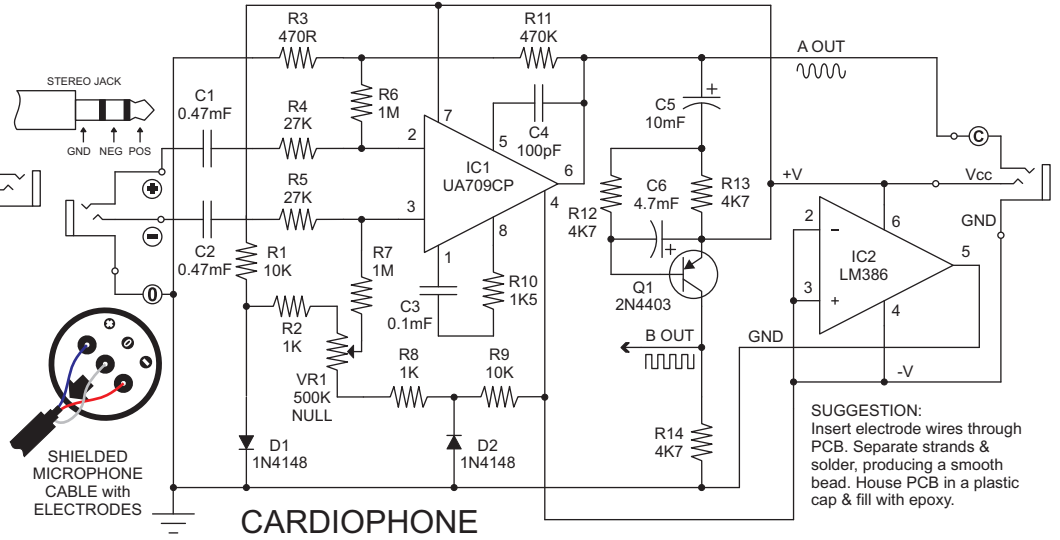 R3
470R
R11
470K
A OUT
STEREO JACK
GND NEG POS
C1
0.47mF
R4
27K
R6
1M
2
7
5
C4
100pF
6
4
IC1
UA709CP
C5
10mF
+
C
R5
27K
3
8
1
R12
4K7
C6
4.7mF
+
R13
4K7
+V
Vcc
GND
C2
0.47mF
0
R1
10K
R7
1M
C3
0.1mF
R10
1K5
Q1
2N4403
2
3
6
5
4
IC2
LM386
−
+
R2
1K
VR1
500K
NULL
R8
1K
R9
10K
B OUT
GND
-V
D1
1N4148
D2
1N4148
R14
4K7
SHIELDED
MICROPHONE
CABLE with
ELECTRODES
SUGGESTION:
Insert electrode wires through
PCB. Separate strands &
solder, producing a smooth
bead. House PCB in a plastic
cap & fill with epoxy.
CARDIOPHONE